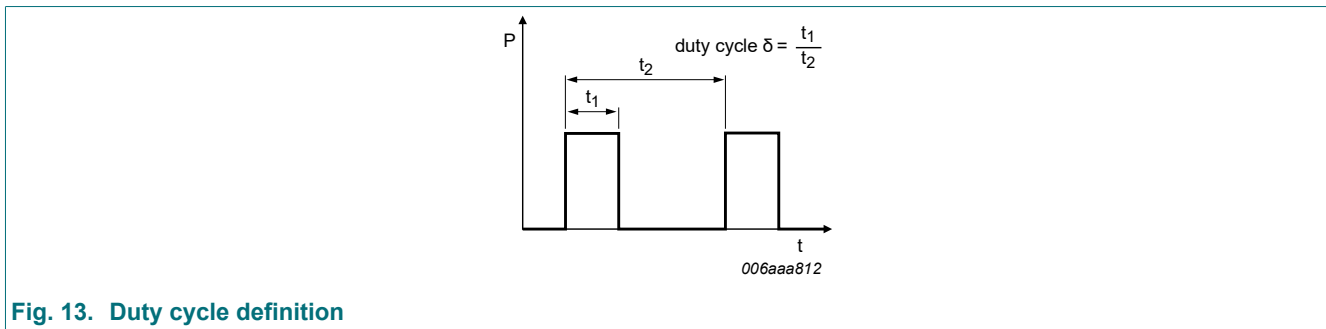 P
duty cycle δ = t1
t2
t2
t1
t
006aaa812
Fig. 13. Duty cycle definition